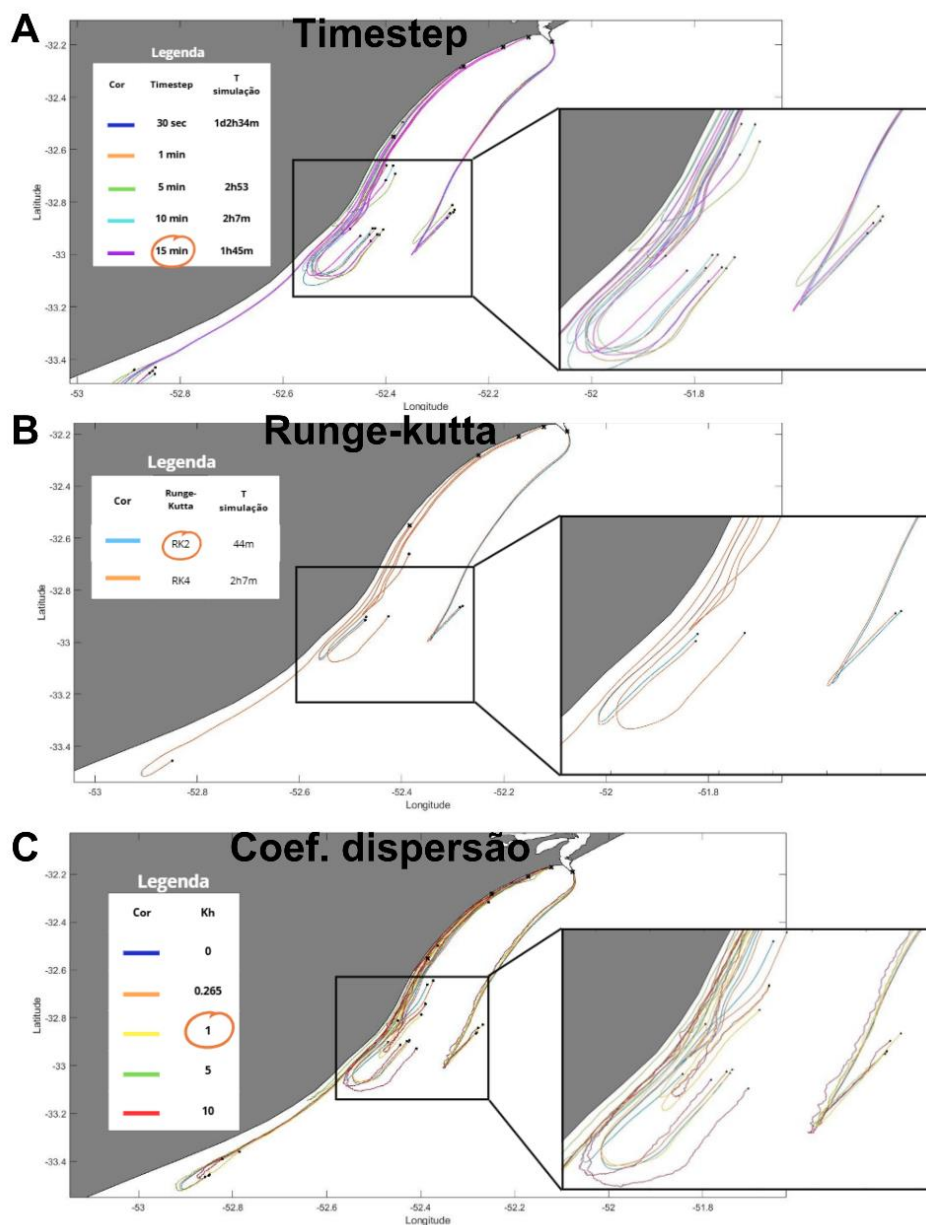 A
Timestep
Legenda
Cor Timestep T simulação
30 sec 1d2h34m
1 min
5 min 2h53
10 min 2h7m
15 min 1h45m
Latitude
-32.2
-32.4
-32.6
-32.8
-33
-33.2
-33.4
-53 -52.8 -52.6 -52.4 -52.2 -52 -51.8
Longitude
B
Runge-kutta
Legenda
Cor Runge-Kutta T simulação
RK2 44m
RK4 2h7m
Latitude
-32.2
-32.4
-32.6
-32.8
-33
-33.2
-33.4
-53 -52.8 -52.6 -52.4 -52.2 -52 -51.8
Longitude
C
Coef. dispersão
Legenda
Cor Kh
0
0.265
1
5
10
Latitude
-32.2
-32.4
-32.6
-32.8
-33
-33.2
-33.4
-53 -52.8 -52.6 -52.4 -52.2 -52 -51.8
Longitude